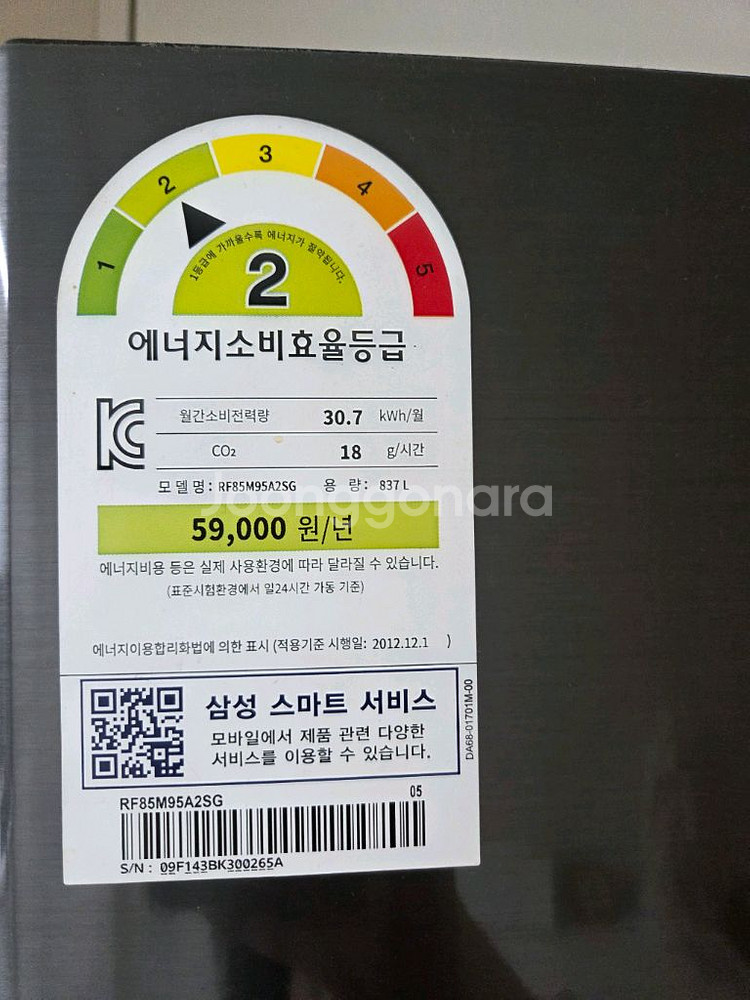 1 2 3 4 5
1등급에 가까울수록 에너지가 절약됩니다.
2
에너지소비효율등급
월간소비전력량 30.7 kWh/월
CO₂ 18 g/시간
모델명 : RF85M95A2SG 용 량 : 837 L
Joonggonara
59,000 원/년
에너지비용 등은 실제 사용환경에 따라 달라질 수 있습니다.
(표준시험환경에서 일24시간 가동 기준)
에너지이용합리화법에 의한 표시 (적용기준 시행일: 2012.12.1 )
삼성 스마트 서비스
모바일에서 제품 관련 다양한
서비스를 이용할 수 있습니다.
DA68-01701M-00
RF85M95A2SG 05
S/N : 09F143BK300265A